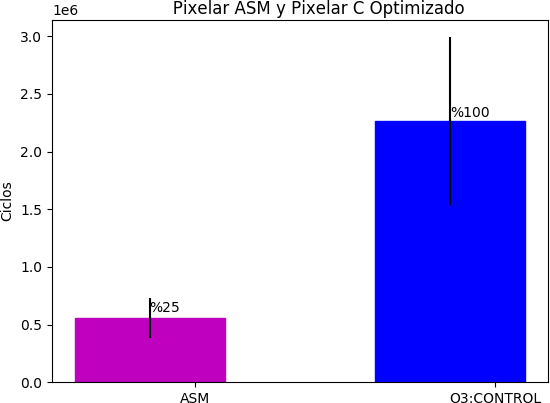 Pixelar ASM y Pixelar C Optimizado
1e6
3.0
2.5
2.0
1.5
1.0
0.5
0.0
Ciclos
%25
%100
ASM
O3:CONTROL